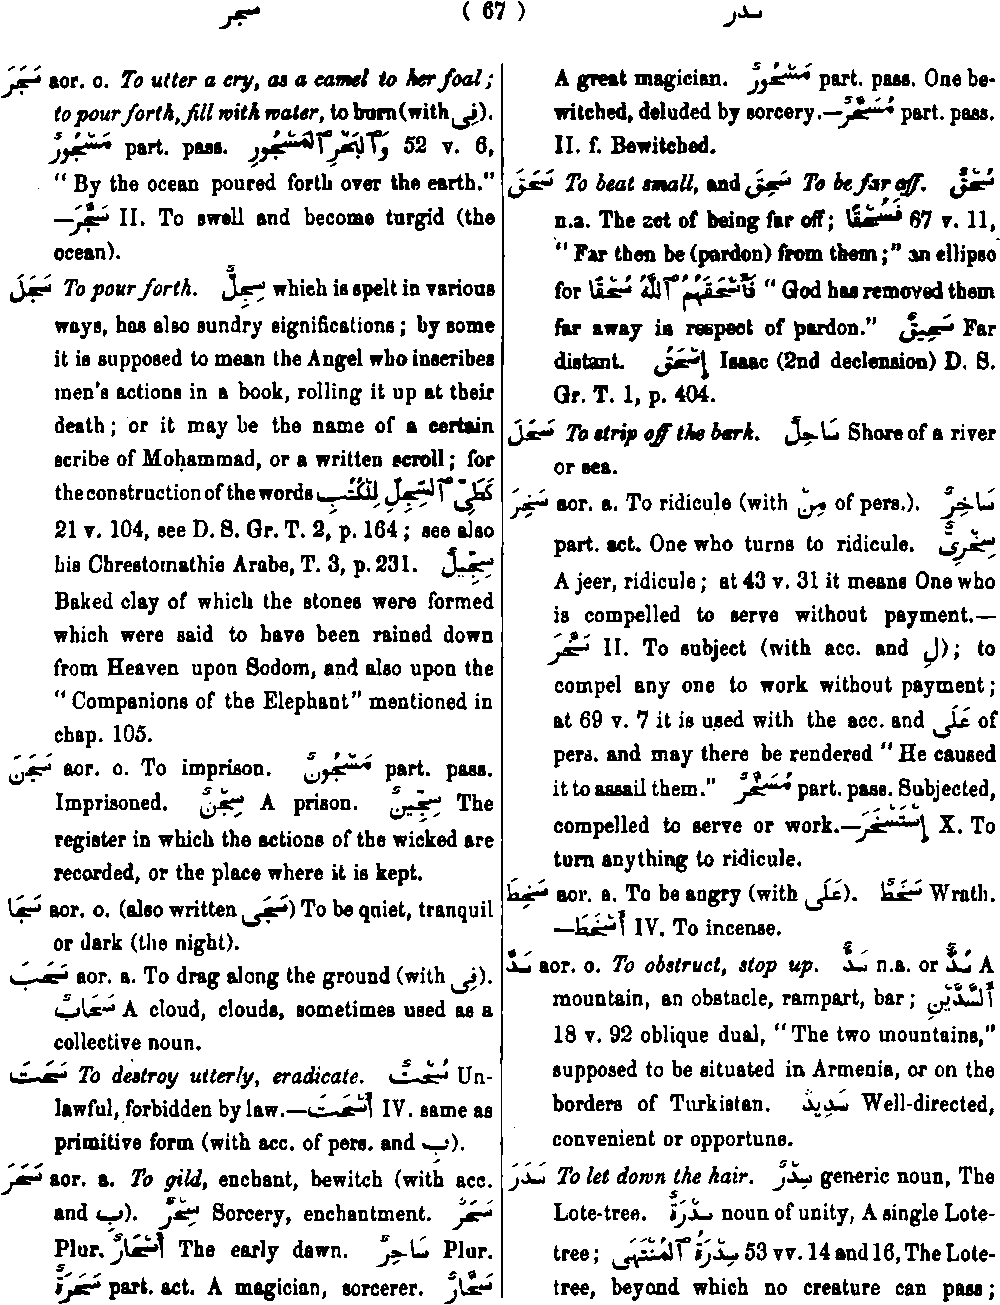 سجر ( 67 ) سدر
سَجَرَ aor. o. To utter a cry, as a camel to her foal;
to pour forth, fill with water, to burn (with فِي).
مَسْجُورٌ part. pass. وَٱلْبَحْرِ ٱلْمَسْجُورِ 52 v. 6,
“By the ocean poured forth over the earth.”
—سَجَّرَ II. To swell and become turgid (the
ocean).
سَجَلَ To pour forth. سِجِلٌّ which is spelt in various
ways, has also sundry significations; by some
it is supposed to mean the Angel who inscribes
men's actions in a book, rolling it up at their
death; or it may be the name of a certain
scribe of Moḥammad, or a written scroll; for
the construction of the words كَطَيِّ ٱلسِّجِلِّ لِلْكُتُبِ
21 v. 104, see D. S. Gr. T. 2, p. 164; see also
his Chrestomathie Arabe, T. 3, p. 231. سِجِّيلٌ
Baked clay of which the stones were formed
which were said to have been rained down
from Heaven upon Sodom, and also upon the
“Companions of the Elephant” mentioned in
chap. 105.
سَجَنَ aor. o. To imprison. مَسْجُونٌ part. pass.
Imprisoned. سِجْنٌ A prison. سِجِّينٌ The
register in which the actions of the wicked are
recorded, or the place where it is kept.
سَجَا aor. o. (also written سَجَى) To be quiet, tranquil
or dark (the night).
سَحَبَ aor. a. To drag along the ground (with فِي).
سَحَابٌ A cloud, clouds, sometimes used as a
collective noun.
سَحَتَ To destroy utterly, eradicate. سُحْتٌ Un-
lawful, forbidden by law.—أَسْحَتَ IV. same as
primitive form (with acc. of pers. and بِ).
سَحَرَ aor. a. To gild, enchant, bewitch (with acc.
and بِ). سِحْرٌ Sorcery, enchantment. سَحَرٌ
Plur. أَسْحَارٌ The early dawn. سَاحِرٌ Plur.
سَحَرَةٌ part. act. A magician, sorcerer. سَحَّارٌ
A great magician. مَسْحُورٌ part. pass. One be-
witched, deluded by sorcery.—مُسَحَّرٌ part. pass.
II. f. Bewitched.
سَحَقَ To beat small, and سَحِقَ To be far off. سُحْقٌ
n.a. The act of being far off; فَسُحْقًا 67 v. 11,
“Far then be (pardon) from them;” an ellipse
for فَأَسْحَقَهُمُ ٱللَّهُ سُحْقًا “God has removed them
far away in respect of pardon.” سَحِيقٌ Far
distant. إِسْحَقُ Isaac (2nd declension) D. S.
Gr. T. 1, p. 404.
سَحَلَ To strip off the bark. سَاحِلٌ Shore of a river
or sea.
سَخِرَ aor. a. To ridicule (with مِنْ of pers.). سَاخِرٌ
part. act. One who turns to ridicule. سِخْرِيٌّ
A jeer, ridicule; at 43 v. 31 it means One who
is compelled to serve without payment.—
سَخَّرَ II. To subject (with acc. and لِ); to
compel any one to work without payment;
at 69 v. 7 it is used with the acc. and عَلَى of
pers. and may there be rendered “He caused
it to assail them.” مُسَخَّرٌ part. pass. Subjected,
compelled to serve or work.—إِسْتَسْخَرَ X. To
turn anything to ridicule.
سَخِطَ aor. a. To be angry (with عَلَى). سَخَطٌ Wrath.
—أَسْخَطَ IV. To incense.
سَدَّ aor. o. To obstruct, stop up. سَدٌّ n.a. or سُدٌّ A
mountain, an obstacle, rampart, bar; أَلسَّدَّيْنِ
18 v. 92 oblique dual, “The two mountains,”
supposed to be situated in Armenia, or on the
borders of Turkistan. سَدِيدٌ Well-directed,
convenient or opportune.
سَدَرَ To let down the hair. سِدْرٌ generic noun, The
Lote-tree. سِدْرَةٌ noun of unity, A single Lote-
tree; سِدْرَةُ ٱلْمُنْتَهَى 53 vv. 14 and 16, The Lote-
tree, beyond which no creature can pass;